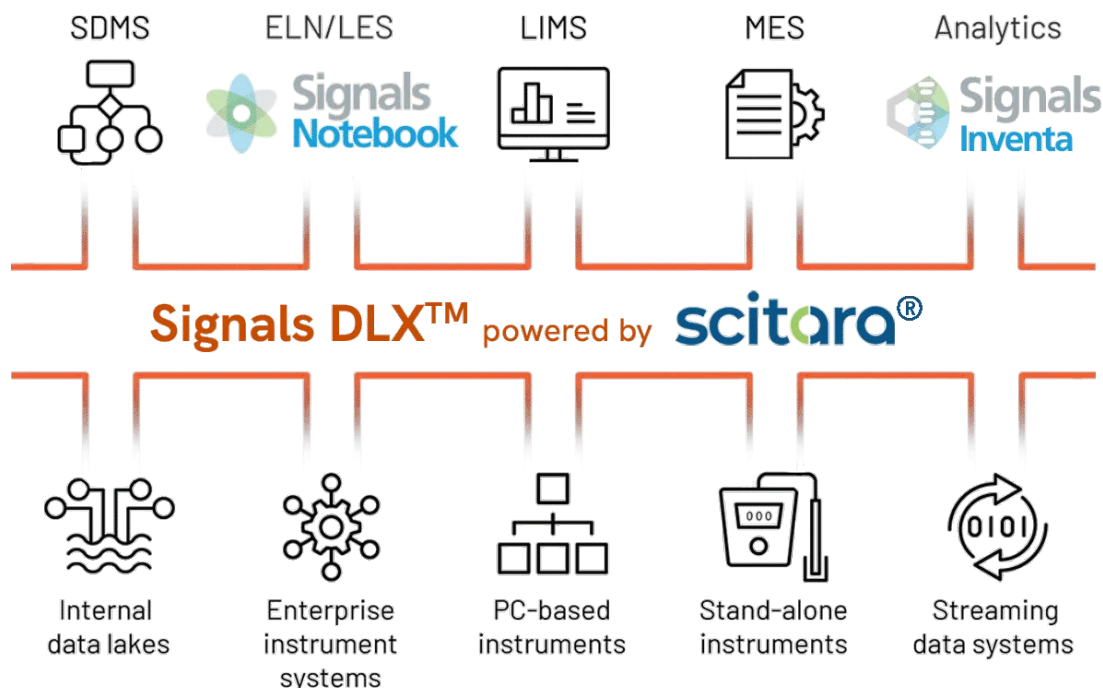 SDMS
ELN/LES
LIMS
MES
Analytics
Signals
Notebook
Signals
Inventa
Signals DLX™ powered by scitara®
000
0101
Internal
data lakes
Enterprise
instrument
systems
PC-based
instruments
Stand-alone
instruments
Streaming
data systems